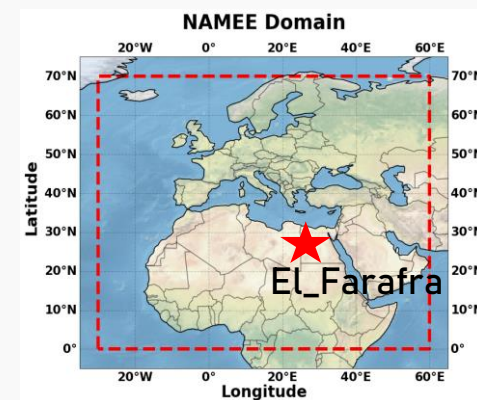 NAMEE Domain
20°W 0° 20°E 40°E 60°E
70°N 70°N
60°N 60°N
50°N 50°N
40°N 40°N
30°N 30°N
20°N 20°N
10°N 10°N
0° 0°
Latitude
El_Farafra
20°W 0° 20°E 40°E 60°E
Longitude